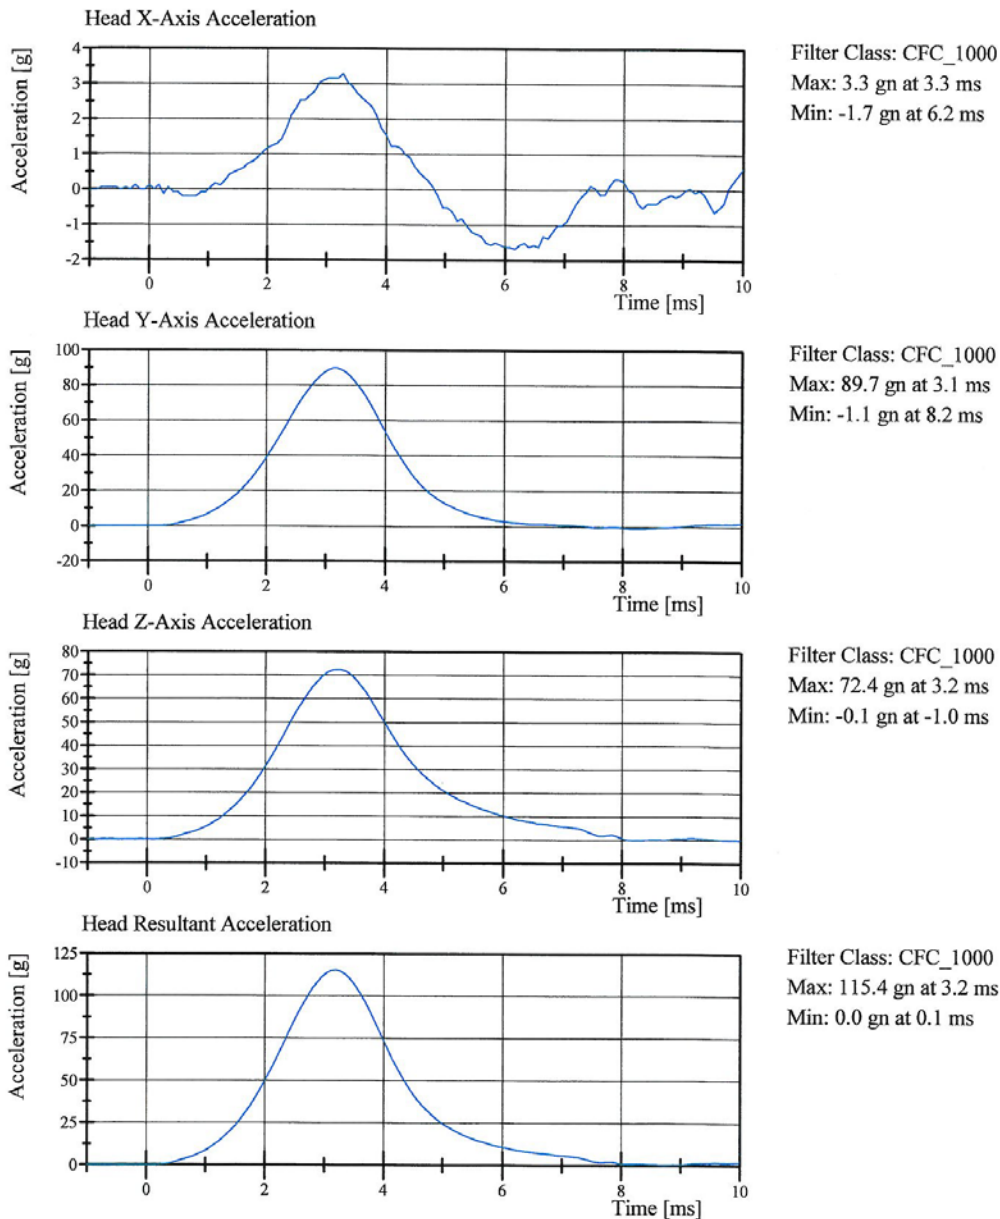 Head X-Axis Acceleration
Acceleration [g]
4
3
2
1
0
-1
-2
0
2
4
6
8
10
Time [ms]
Filter Class: CFC_1000
Max: 3.3 gn at 3.3 ms
Min: -1.7 gn at 6.2 ms
Head Y-Axis Acceleration
Acceleration [g]
100
80
60
40
20
0
-20
0
2
4
6
8
10
Time [ms]
Filter Class: CFC_1000
Max: 89.7 gn at 3.1 ms
Min: -1.1 gn at 8.2 ms
Head Z-Axis Acceleration
Acceleration [g]
80
70
60
50
40
30
20
10
0
-10
0
2
4
6
8
10
Time [ms]
Filter Class: CFC_1000
Max: 72.4 gn at 3.2 ms
Min: -0.1 gn at -1.0 ms
Head Resultant Acceleration
Acceleration [g]
125
100
75
50
25
0
0
2
4
6
8
10
Time [ms]
Filter Class: CFC_1000
Max: 115.4 gn at 3.2 ms
Min: 0.0 gn at 0.1 ms